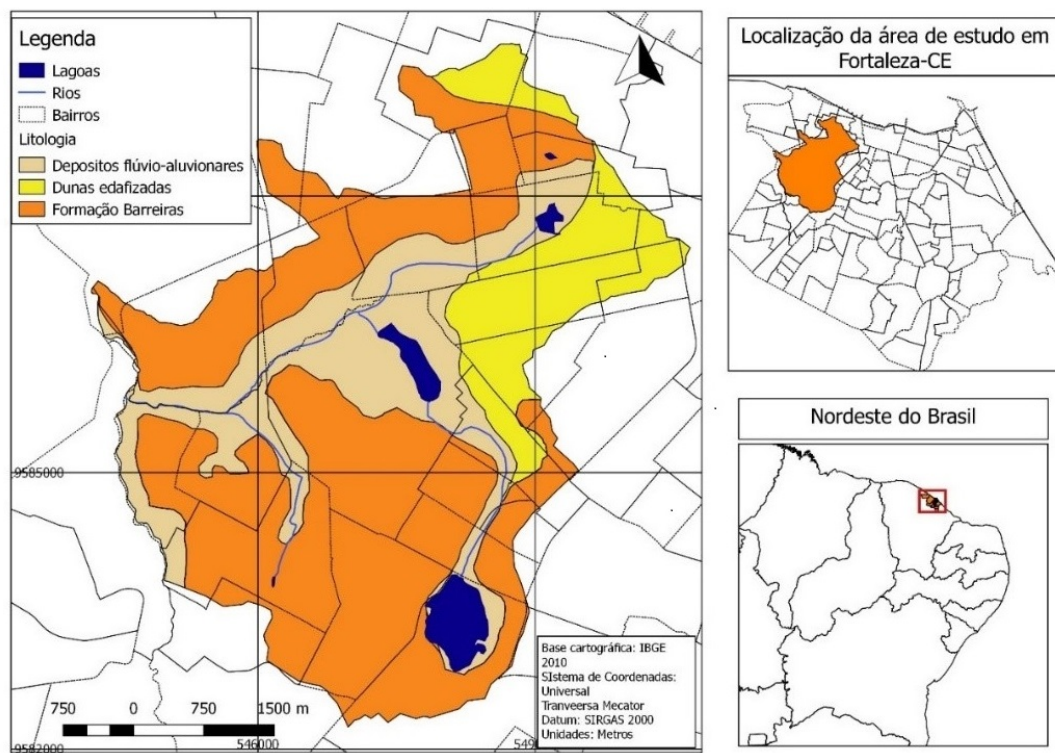 Legenda
Lagoas
Rios
Bairros
Litologia
Depositos flúvio-aluvionares
Dunas edafizadas
Formação Barreiras
9585000
750 0 750 1500 m
9582000
546000
549
Base cartográfica: IBGE
2010
SIstema de Coordenadas:
Universal
Tranveersa Mecator
Datum: SIRGAS 2000
Unidades: Metros
Localização da área de estudo em
Fortaleza-CE
Nordeste do Brasil